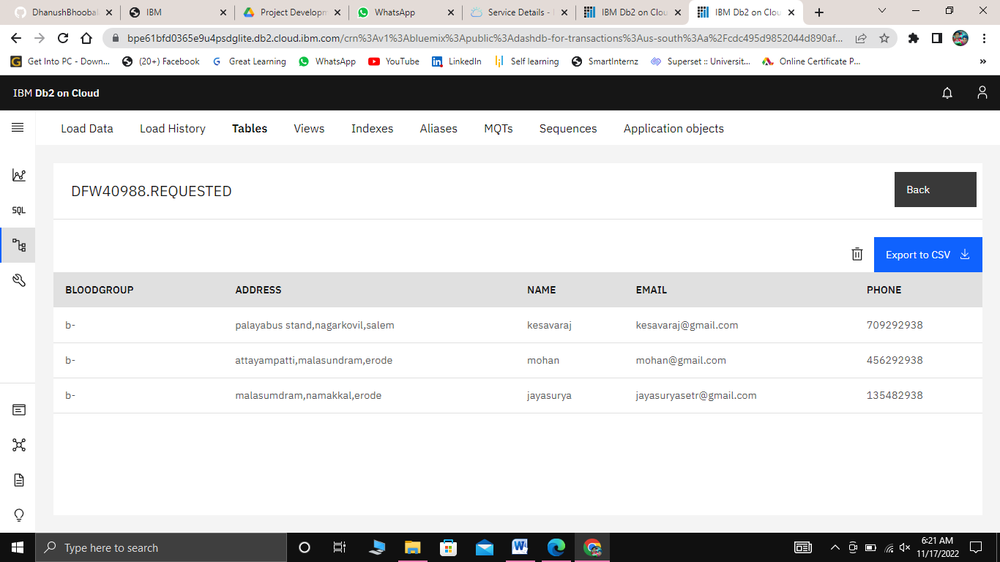 DhanushBhoobal
IBM
Project Developm
WhatsApp
Service Details -
IBM Db2 on Clou
IBM Db2 on Clou
bpe61bfd0365e9u4psdglite.db2.cloud.ibm.com/crn%3Av1%3Abluemix%3Apublic%3Adashdb-for-transactions%3Aus-south%3Aa%2Fcdc495d9852044d890af...
Get Into PC - Down...
(20+) Facebook
Great Learning
WhatsApp
YouTube
LinkedIn
Self learning
SmartInternz
Superset :: Universit...
Online Certificate P...
»
IBM Db2 on Cloud
Load Data
Load History
Tables
Views
Indexes
Aliases
MQTs
Sequences
Application objects
SQL
DFW40988.REQUESTED
Back
Export to CSV
BLOODGROUP ADDRESS NAME EMAIL PHONE
b- palayabus stand,nagarkovil,salem kesavaraj kesavaraj@gmail.com 709292938
b- attayampatti,malasundram,erode mohan mohan@gmail.com 456292938
b- malasumdram,namakkal,erode jayasurya jayasuryasetr@gmail.com 135482938
Type here to search
6:21 AM
11/17/2022